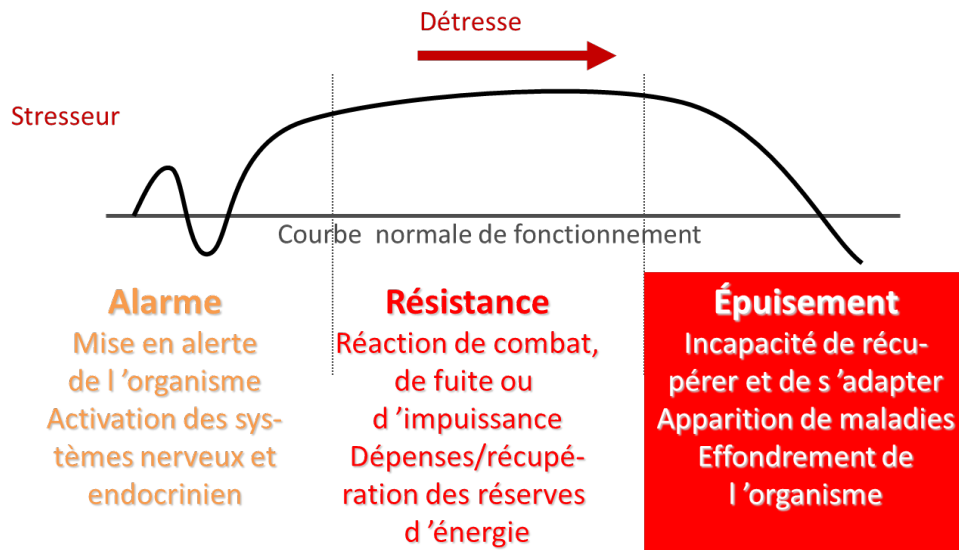 Détresse
Stresseur
Courbe  normale de fonctionnement
Alarme
Mise en alerte
de l ’organisme
Activation des sys-
tèmes nerveux et
endocrinien
Résistance
Réaction de combat,
de fuite ou
d ’impuissance
Dépenses/récupé-
ration des réserves
d ’énergie
Épuisement
Incapacité de récu-
pérer et de s ’adapter
Apparition de maladies
Effondrement de
l ’organisme